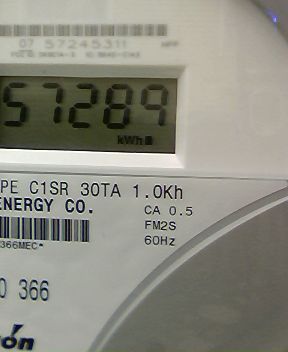 07 57245311
57289
kWh
PE C1SR 30TA 1.0Kh
ENERGY CO.
CA 0.5
FM2S
366MEC*
60Hz
0 366
rón